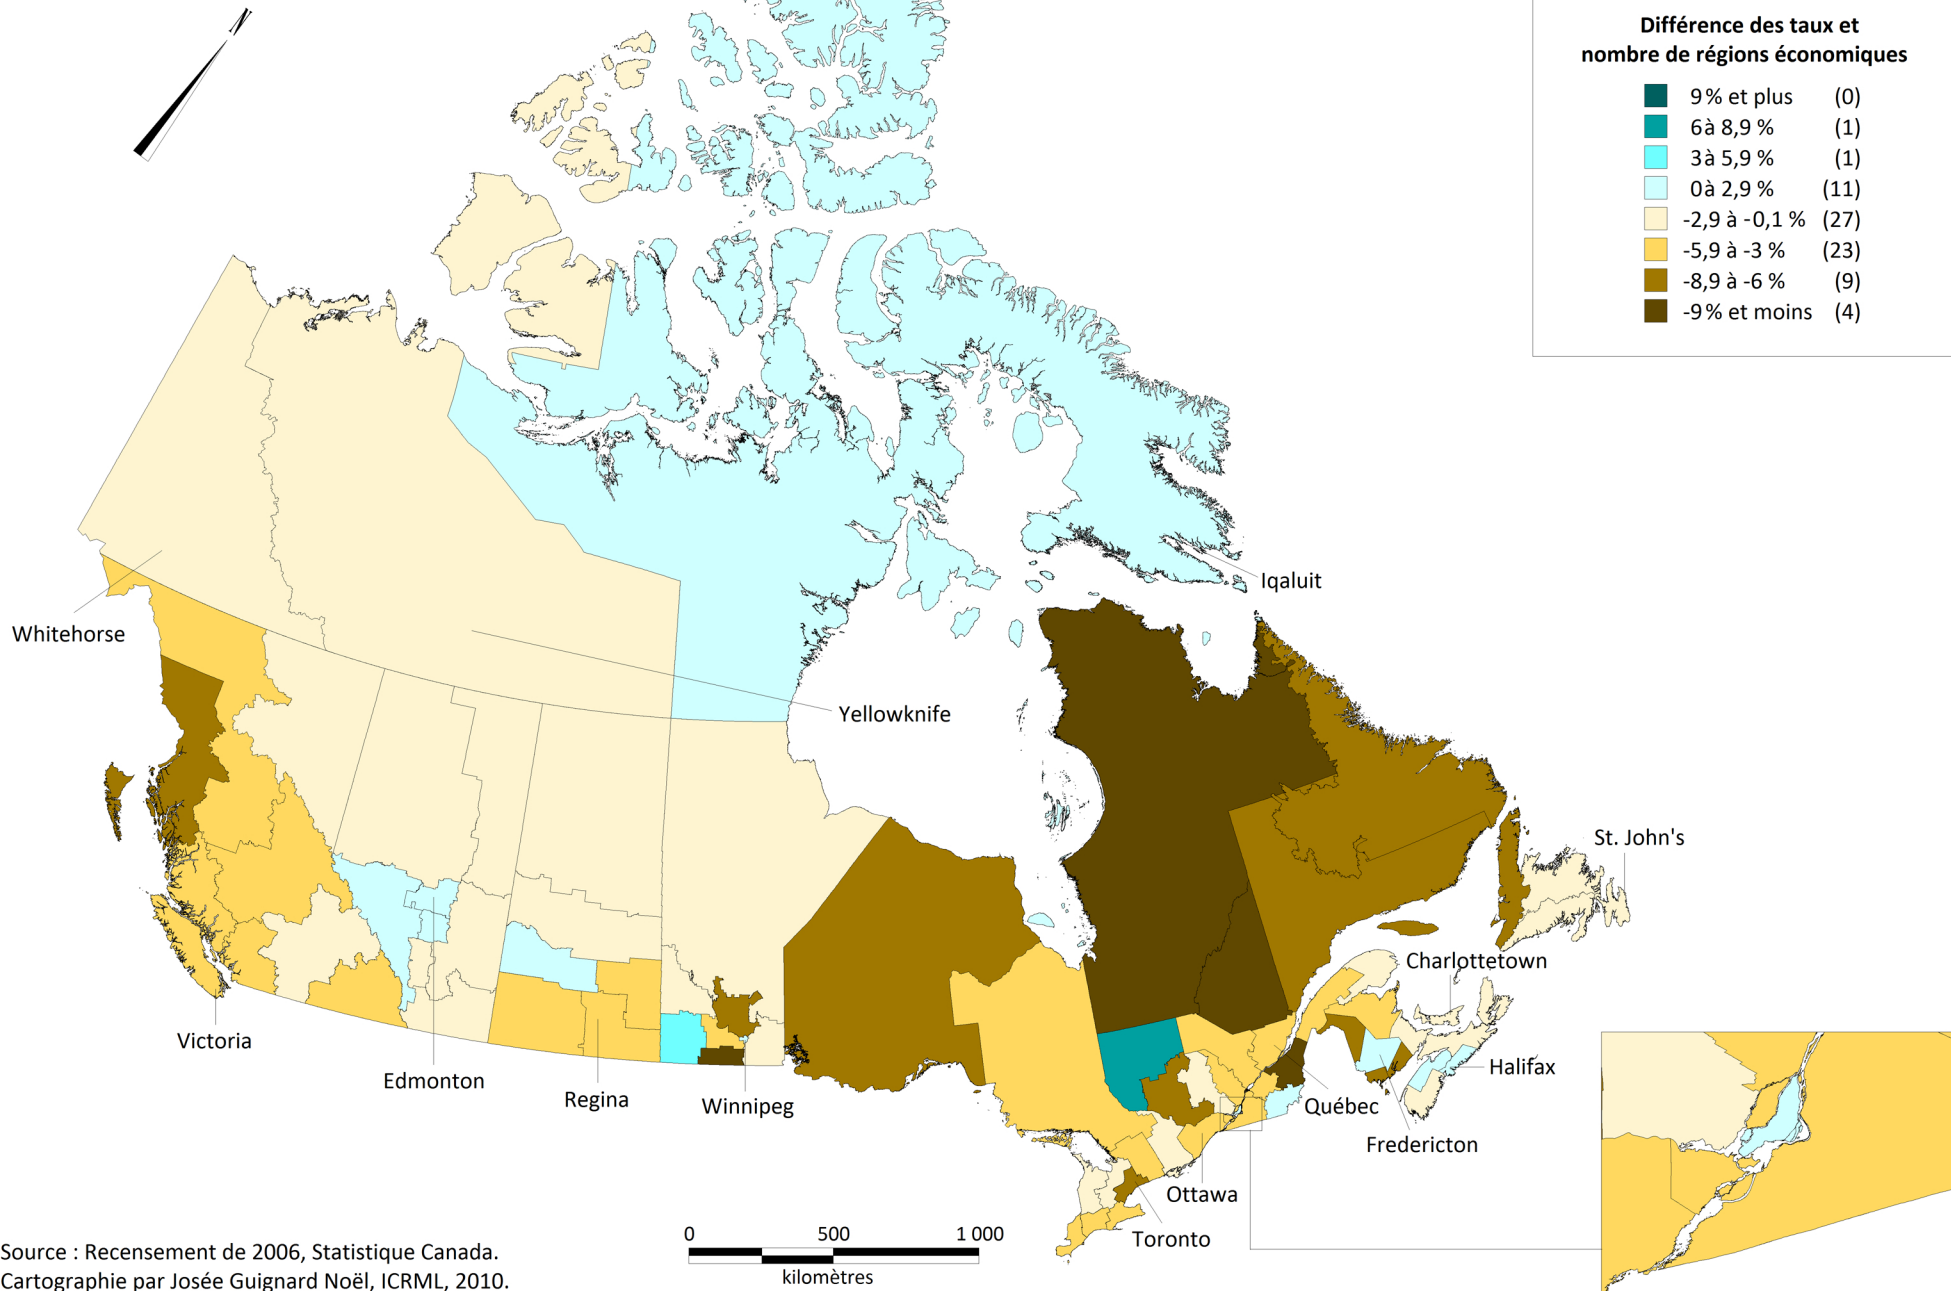 Différence des taux et
nombre de régions économiques
9 % et plus (0)
6 à 8,9 % (1)
3 à 5,9 % (1)
0 à 2,9 % (11)
-2,9 à -0,1 % (27)
-5,9 à -3 % (23)
-8,9 à -6 % (9)
-9 % et moins (4)
Iqaluit
Whitehorse
Yellowknife
St. John's
Charlottetown
Victoria
Halifax
Edmonton
Regina
Winnipeg
Québec
Fredericton
Ottawa
Toronto
0 500 1 000
kilomètres
Source : Recensement de 2006, Statistique Canada.
Cartographie par Josée Guignard Noël, ICRML, 2010.